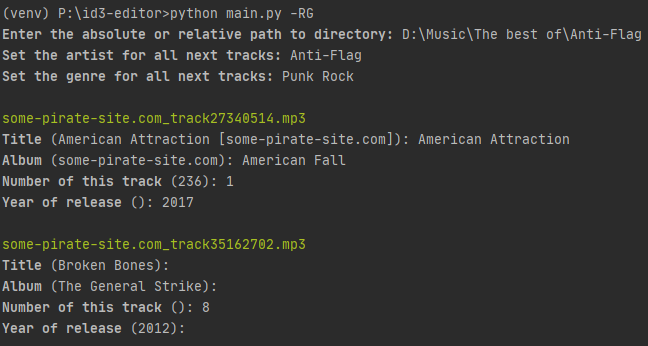 (venv) P:\id3-editor>python main.py -RG
Enter the absolute or relative path to directory: D:\Music\The best of\Anti-Flag
Set the artist for all next tracks: Anti-Flag
Set the genre for all next tracks: Punk Rock
some-pirate-site.com_track27340514.mp3
Title (American Attraction [some-pirate-site.com]): American Attraction
Album (some-pirate-site.com): American Fall
Number of this track (236): 1
Year of release (): 2017
some-pirate-site.com_track35162702.mp3
Title (Broken Bones):
Album (The General Strike):
Number of this track (): 8
Year of release (2012):